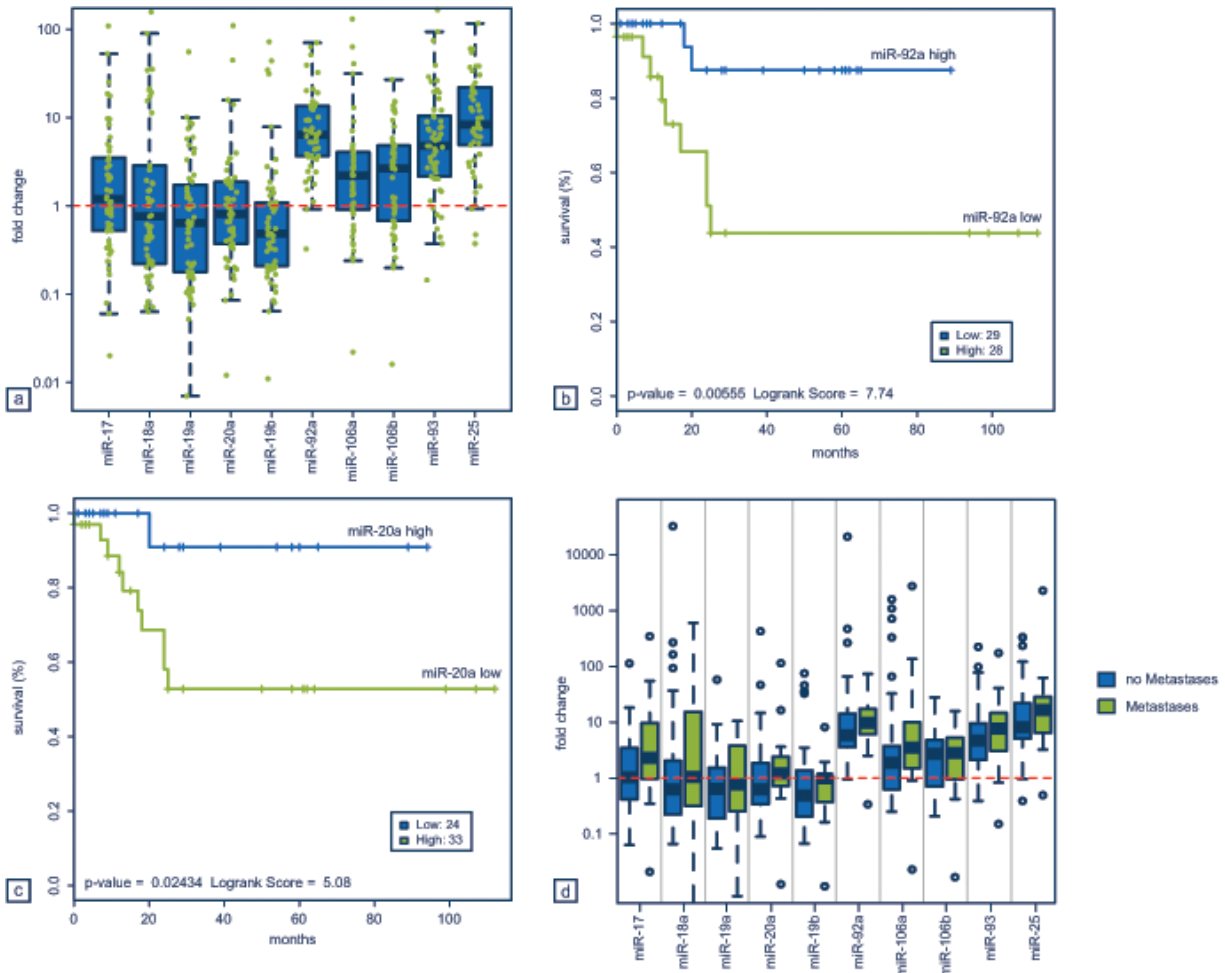 100
10
1
0.1
0.01
fold change
miR-17
miR-18a
miR-19a
miR-20a
miR-19b
miR-92a
miR-106a
miR-106b
miR-93
miR-25
a
1.0
0.8
0.6
0.4
0.2
0.0
survival (%)
miR-92a high
miR-92a low
Low: 29
High: 28
p-value = 0.00555 Logrank Score = 7.74
0 20 40 60 80 100
months
b
1.0
0.8
0.6
0.4
0.2
0.0
survival (%)
miR-20a high
miR-20a low
Low: 24
High: 33
p-value = 0.02434 Logrank Score = 5.08
0 20 40 60 80 100
months
c
10000
1000
100
10
1
0.1
fold change
miR-17
miR-18a
miR-19a
miR-20a
miR-19b
miR-92a
miR-106a
miR-106b
miR-93
miR-25
d
no Metastases
Metastases